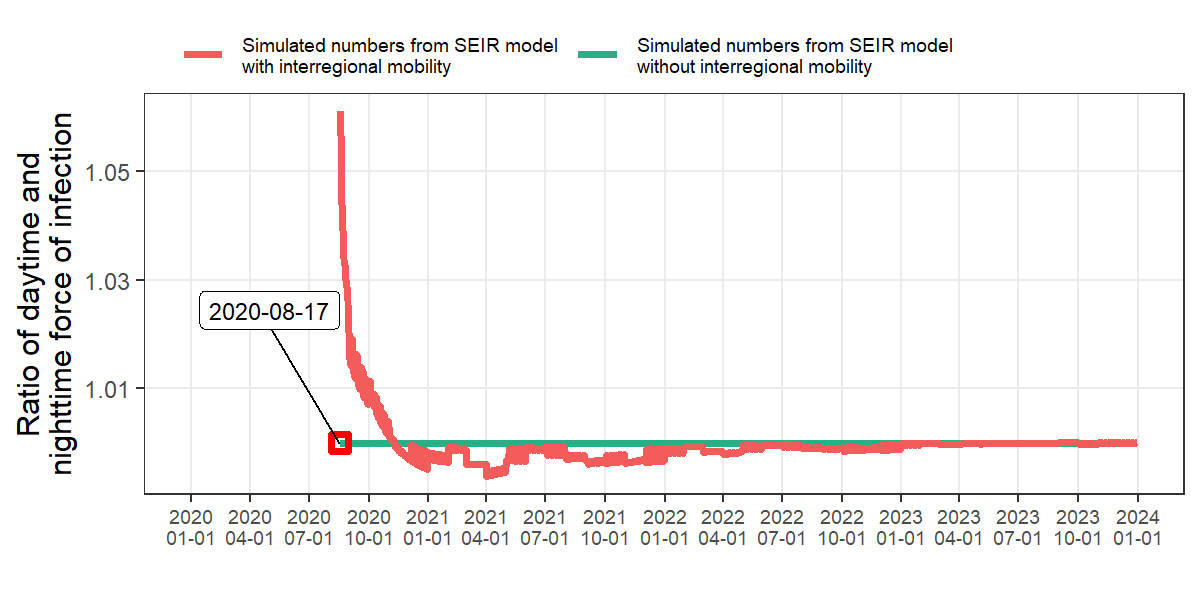 Simulated numbers from SEIR model
with interregional mobility
Simulated numbers from SEIR model
without interregional mobility
Ratio of daytime and
nighttime force of infection
1.05
1.03
1.01
2020-08-17
2020 2020 2020 2020 2021 2021 2021 2021 2022 2022 2022 2022 2023 2023 2023 2023 2024
01-01 04-01 07-01 10-01 01-01 04-01 07-01 10-01 01-01 04-01 07-01 10-01 01-01 04-01 07-01 10-01 01-01